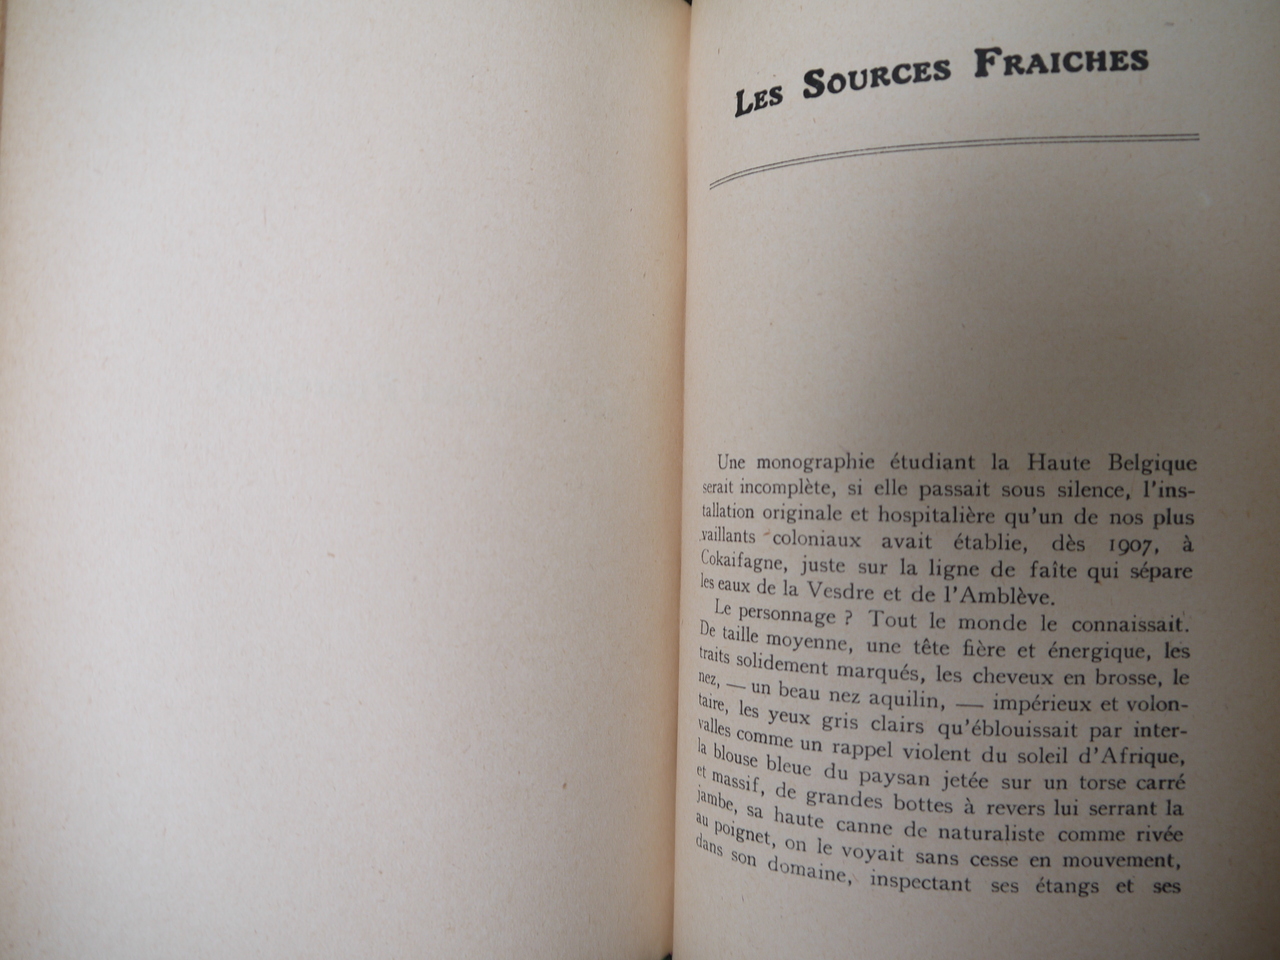 LES SOURCES FRAICHES
Une monographie étudiant la Haute Belgique
serait incomplète, si elle passait sous silence, l'ins-
tallation originale et hospitalière qu'un de nos plus
vaillants coloniaux avait établie, dès 1907, à
Cokaifagne, juste sur la ligne de faîte qui sépare
les eaux de la Vesdre et de l'Amblève.
Le personnage ? Tout le monde le connaissait.
De taille moyenne, une tête fière et énergique, les
traits solidement marqués, les cheveux en brosse, le
nez, — un beau nez aquilin, — impérieux et volon-
taire, les yeux gris clairs qu'éblouissait par inter-
valles comme un rappel violent du soleil d'Afrique,
la blouse bleue du paysan jetée sur un torse carré
et massif, de grandes bottes à revers lui serrant la
jambe, sa haute canne de naturaliste comme rivée
au poignet, on le voyait sans cesse en mouvement,
dans son domaine, inspectant ses étangs et ses